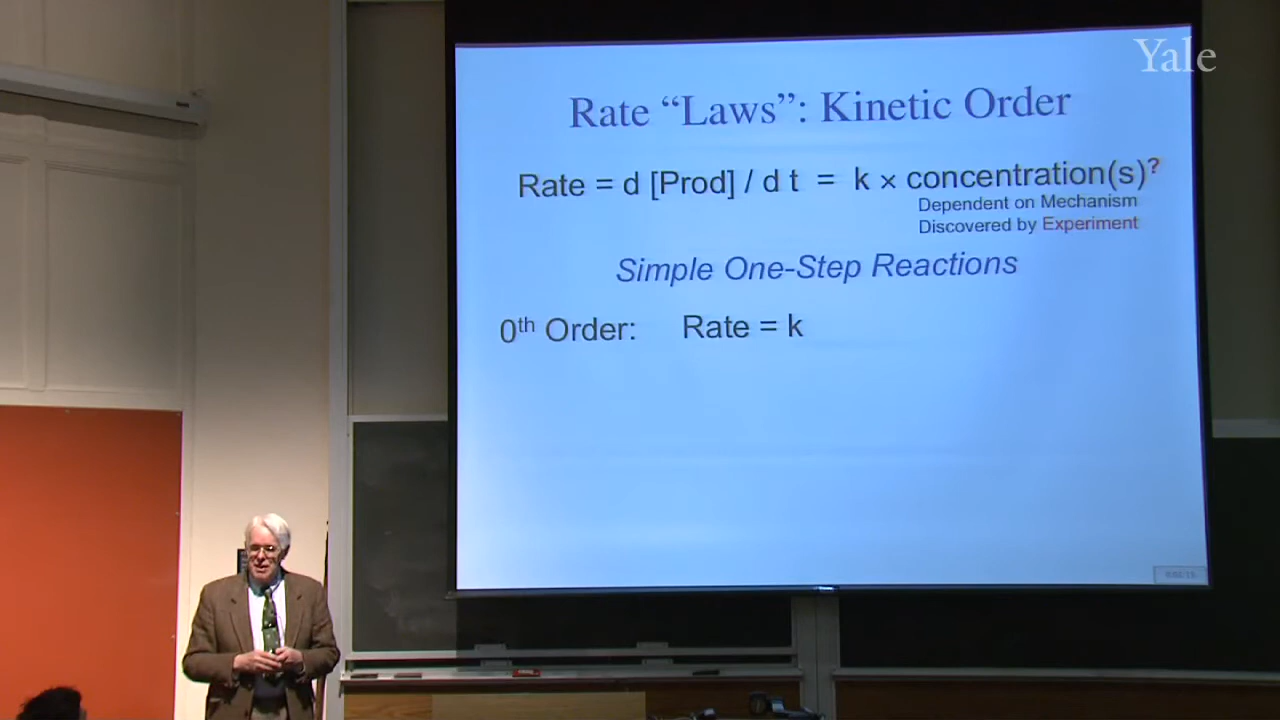 Yale
Rate “Laws”: Kinetic Order
Rate = d [Prod] / d t = k × concentration(s)?
Dependent on Mechanism
Discovered by Experiment
Simple One-Step Reactions
0th Order: Rate = k